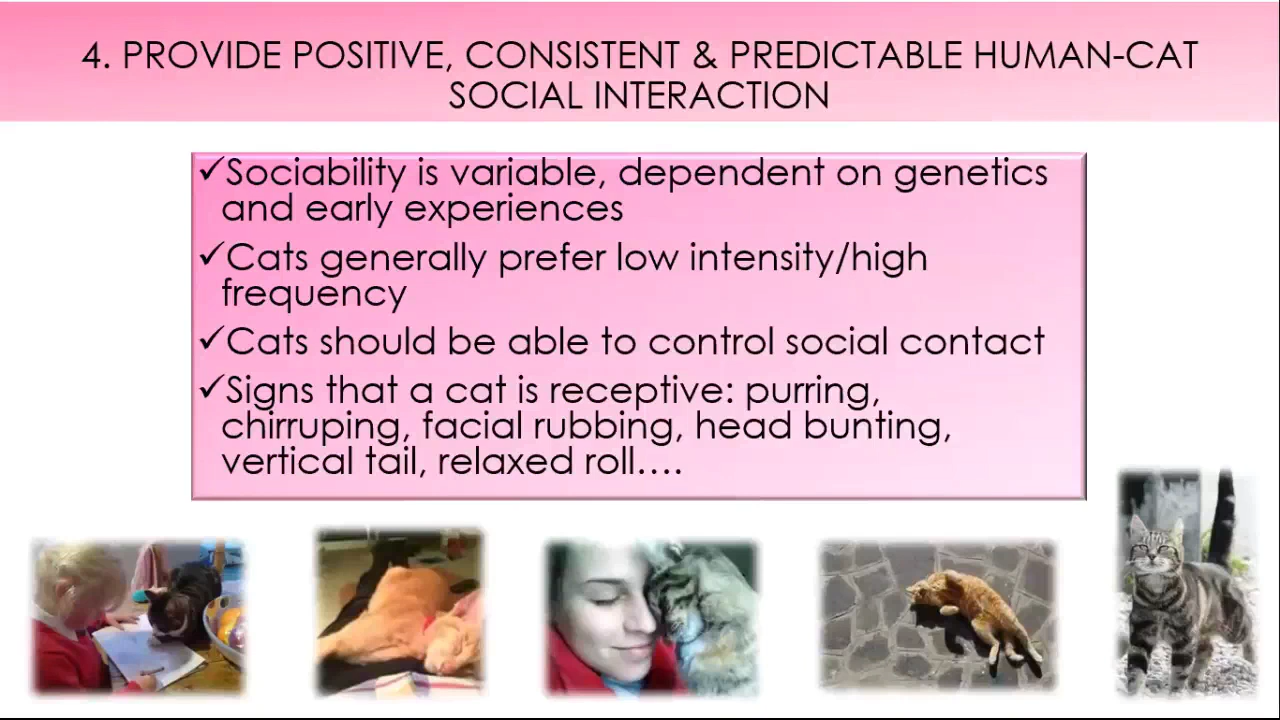 4. PROVIDE POSITIVE, CONSISTENT & PREDICTABLE HUMAN-CAT
SOCIAL INTERACTION
✓Sociability is variable, dependent on genetics
and early experiences
✓Cats generally prefer low intensity/high
frequency
✓Cats should be able to control social contact
✓Signs that a cat is receptive: purring,
chirruping, facial rubbing, head bunting,
vertical tail, relaxed roll….